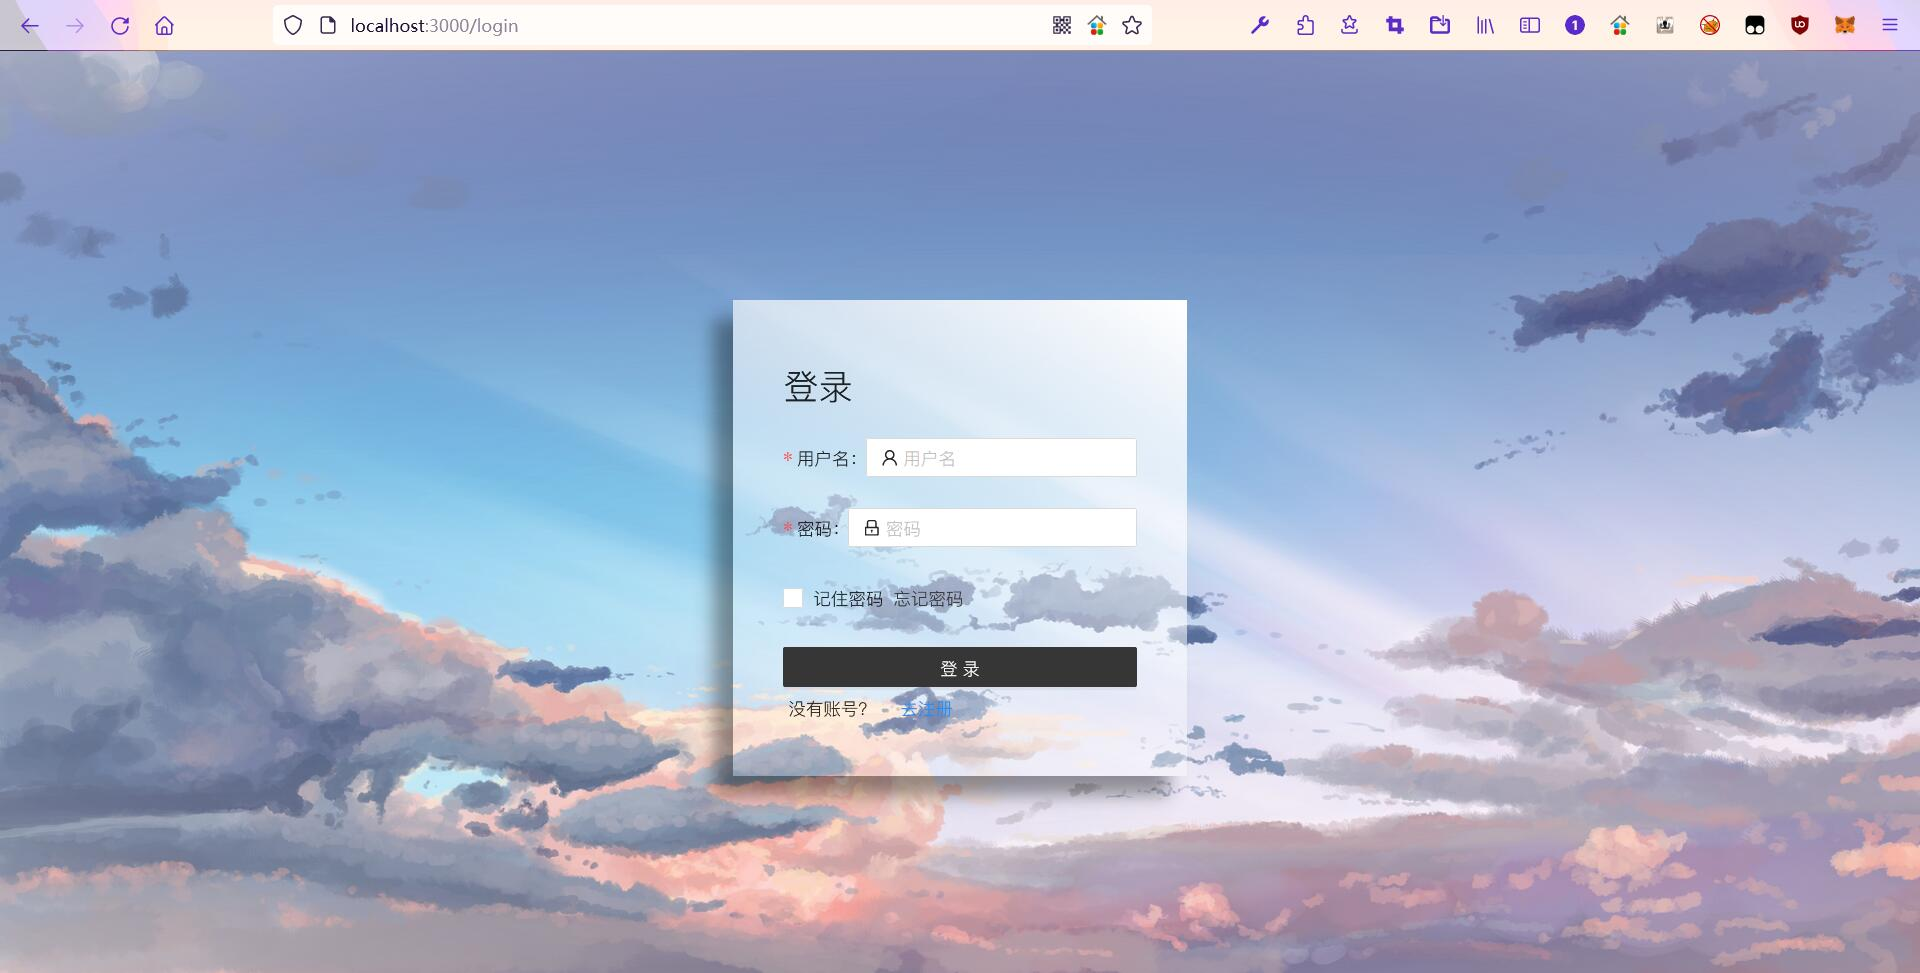 localhost:3000/login
1
登录
* 用户名： 用户名
* 密码： 密码
记住密码 忘记密码
登 录
没有账号？ 去注册